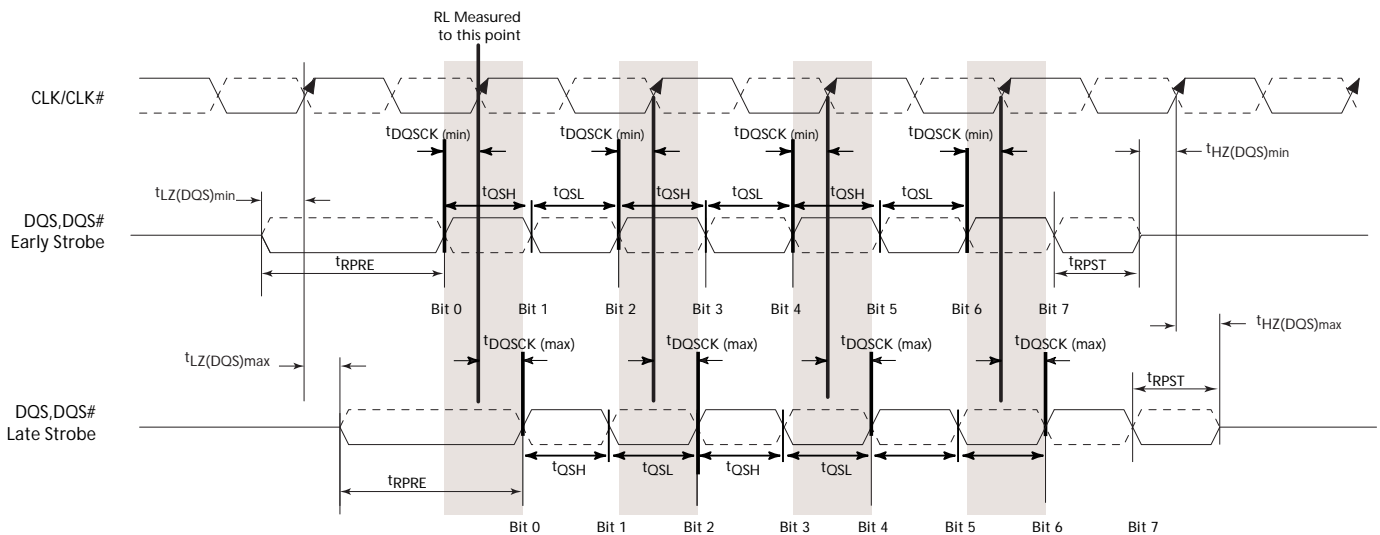 RL Measured
to this point
CLK/CLK#
tDQSCK (min) tDQSCK (min) tDQSCK (min) tDQSCK (min)
tHZ(DQS)min
tLZ(DQS)min
tQSH tQSL tQSH tQSL tQSH tQSL
DQS,DQS#
Early Strobe
tRPRE tRPST
Bit 0 Bit 1 Bit 2 Bit 3 Bit 4 Bit 5 Bit 6 Bit 7
tHZ(DQS)max
tDQSCK (max) tDQSCK (max) tDQSCK (max) tDQSCK (max)
tLZ(DQS)max
tRPST
DQS,DQS#
Late Strobe
tQSH tQSL tQSH tQSL
tRPRE
Bit 0 Bit 1 Bit 2 Bit 3 Bit 4 Bit 5 Bit 6 Bit 7